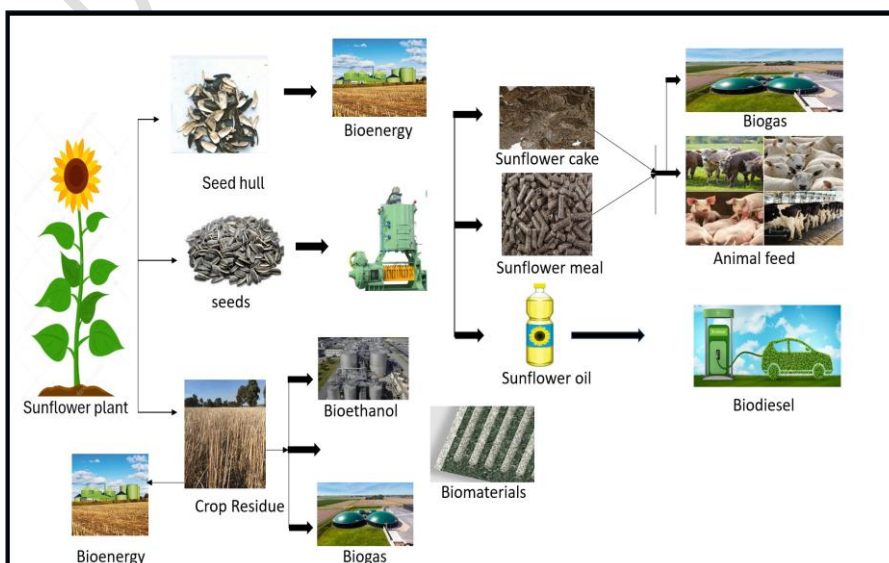 Bioenergy
Biogas
Sunflower cake
Seed hull
Sunflower meal
Animal feed
seeds
Sunflower oil
Sunflower plant
Bioethanol
Biodiesel
Crop Residue
Biomaterials
Bioenergy
Biogas